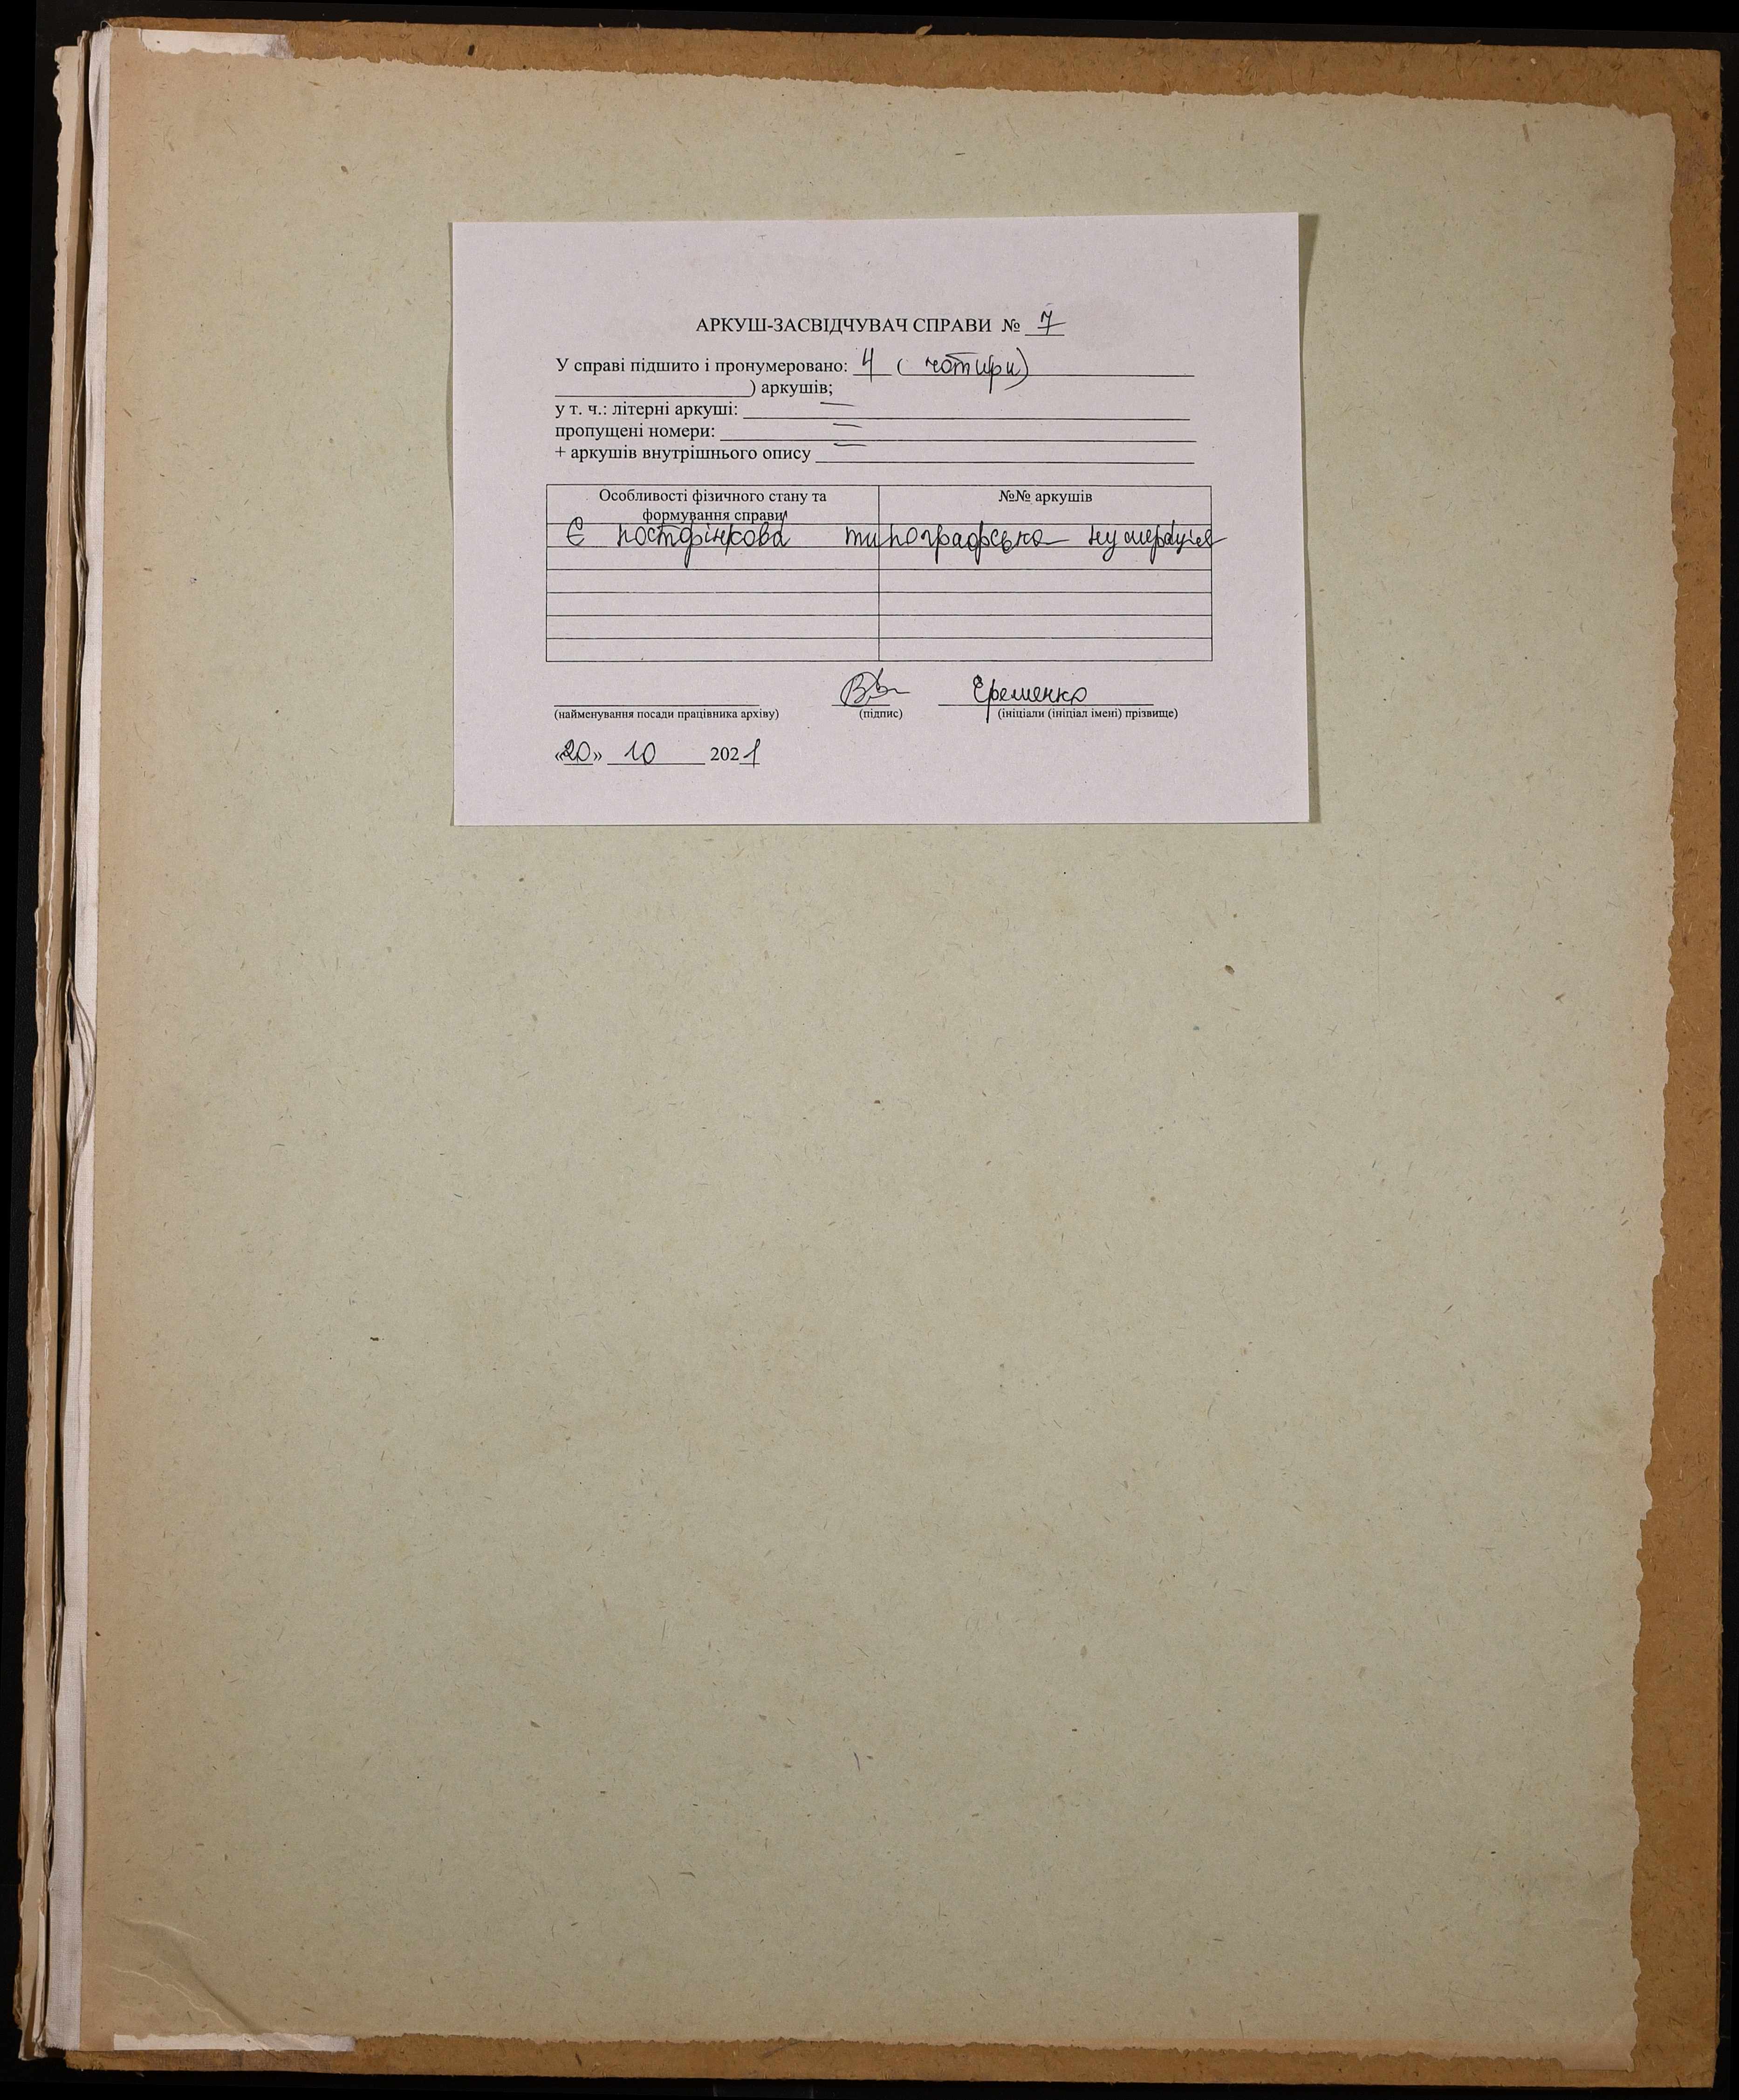 АРКУШ-ЗАСВІДЧУВАЧ СПРАВИ № 7
У справі підшито і пронумеровано: 4 ( чотири)
) аркушів;
у т. ч.: літерні аркуші: —
пропущені номери: —
+ аркушів внутрішнього опису —
Особливості фізичного стану та формування справи
№№ аркушів
Є типографська нумерація
Єременко
(найменування посади працівника архіву) (підпис) (ініціали (ініціал імені) прізвище)
«20» 10 2021